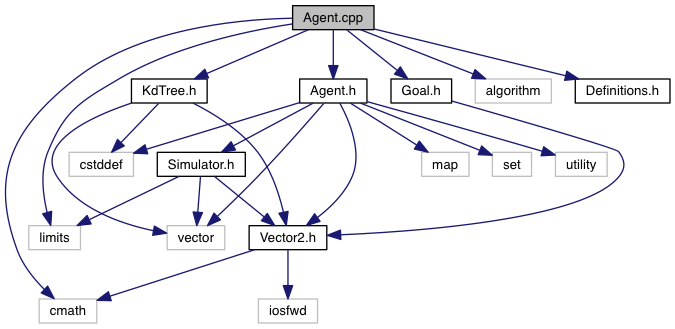 Agent.cpp
KdTree.h
Agent.h
Goal.h
algorithm
Definitions.h
cstddef
Simulator.h
map
set
utility
limits
vector
Vector2.h
cmath
iosfwd